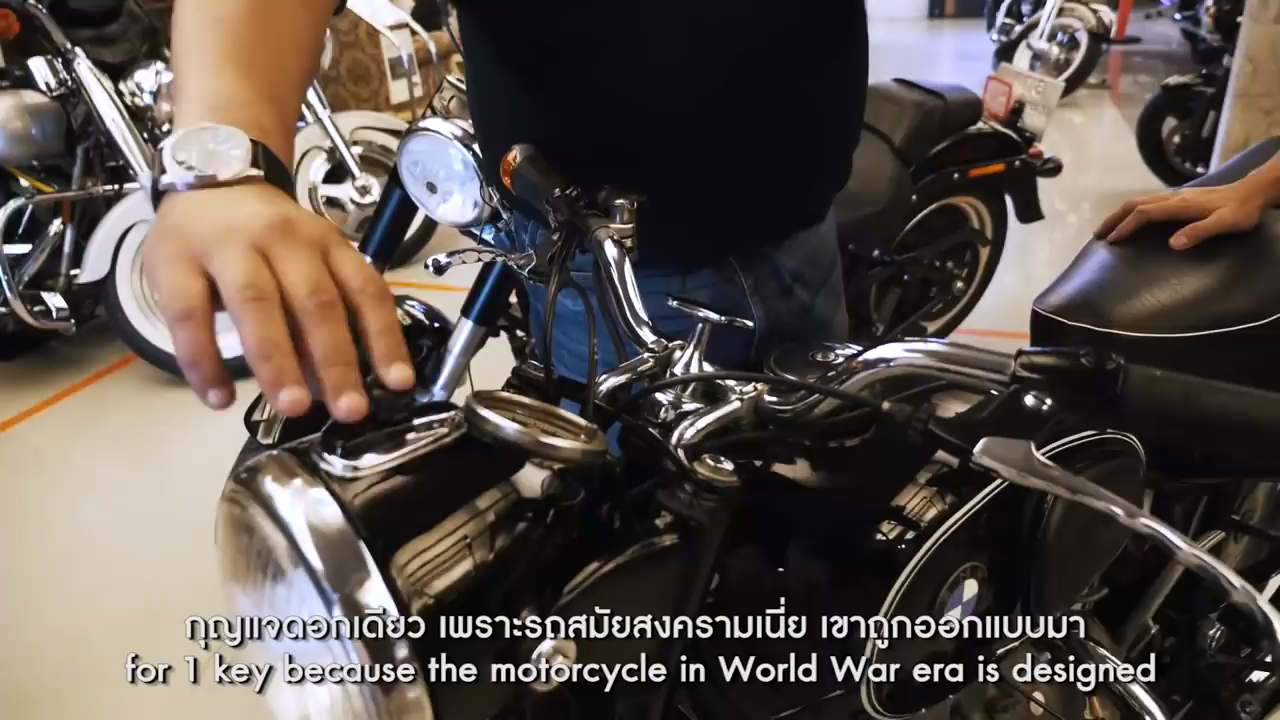 กุญแจดอกเดียว เพราะรถสมัยสงครามเนี่ย เขาถูกออกแบบมา
for 1 key because the motorcycle in World War era is designed